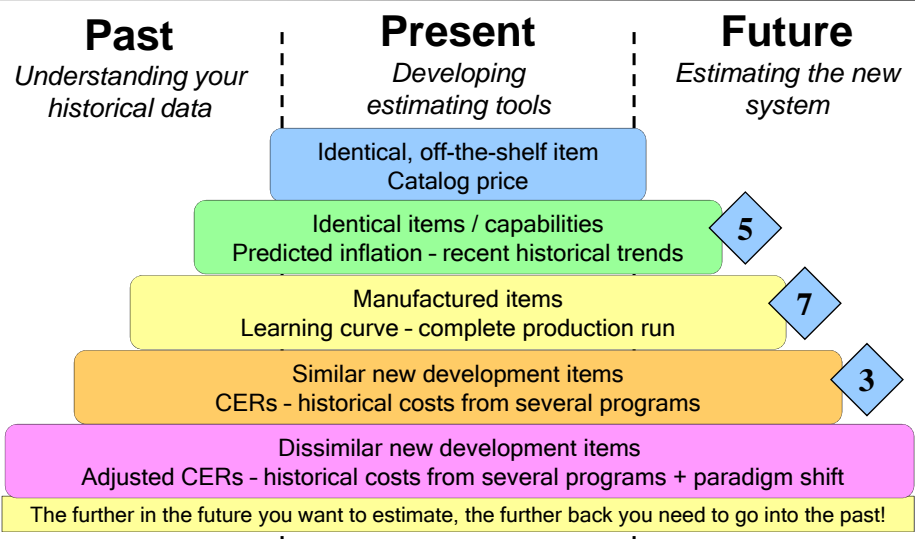 Past
Understanding your
historical data
Present
Developing
estimating tools
Future
Estimating the new
system
Identical, off-the-shelf item
Catalog price
Identical items / capabilities
Predicted inflation - recent historical trends
5
Manufactured items
Learning curve - complete production run
7
Similar new development items
CERs - historical costs from several programs
3
Dissimilar new development items
Adjusted CERs - historical costs from several programs + paradigm shift
The further in the future you want to estimate, the further back you need to go into the past!